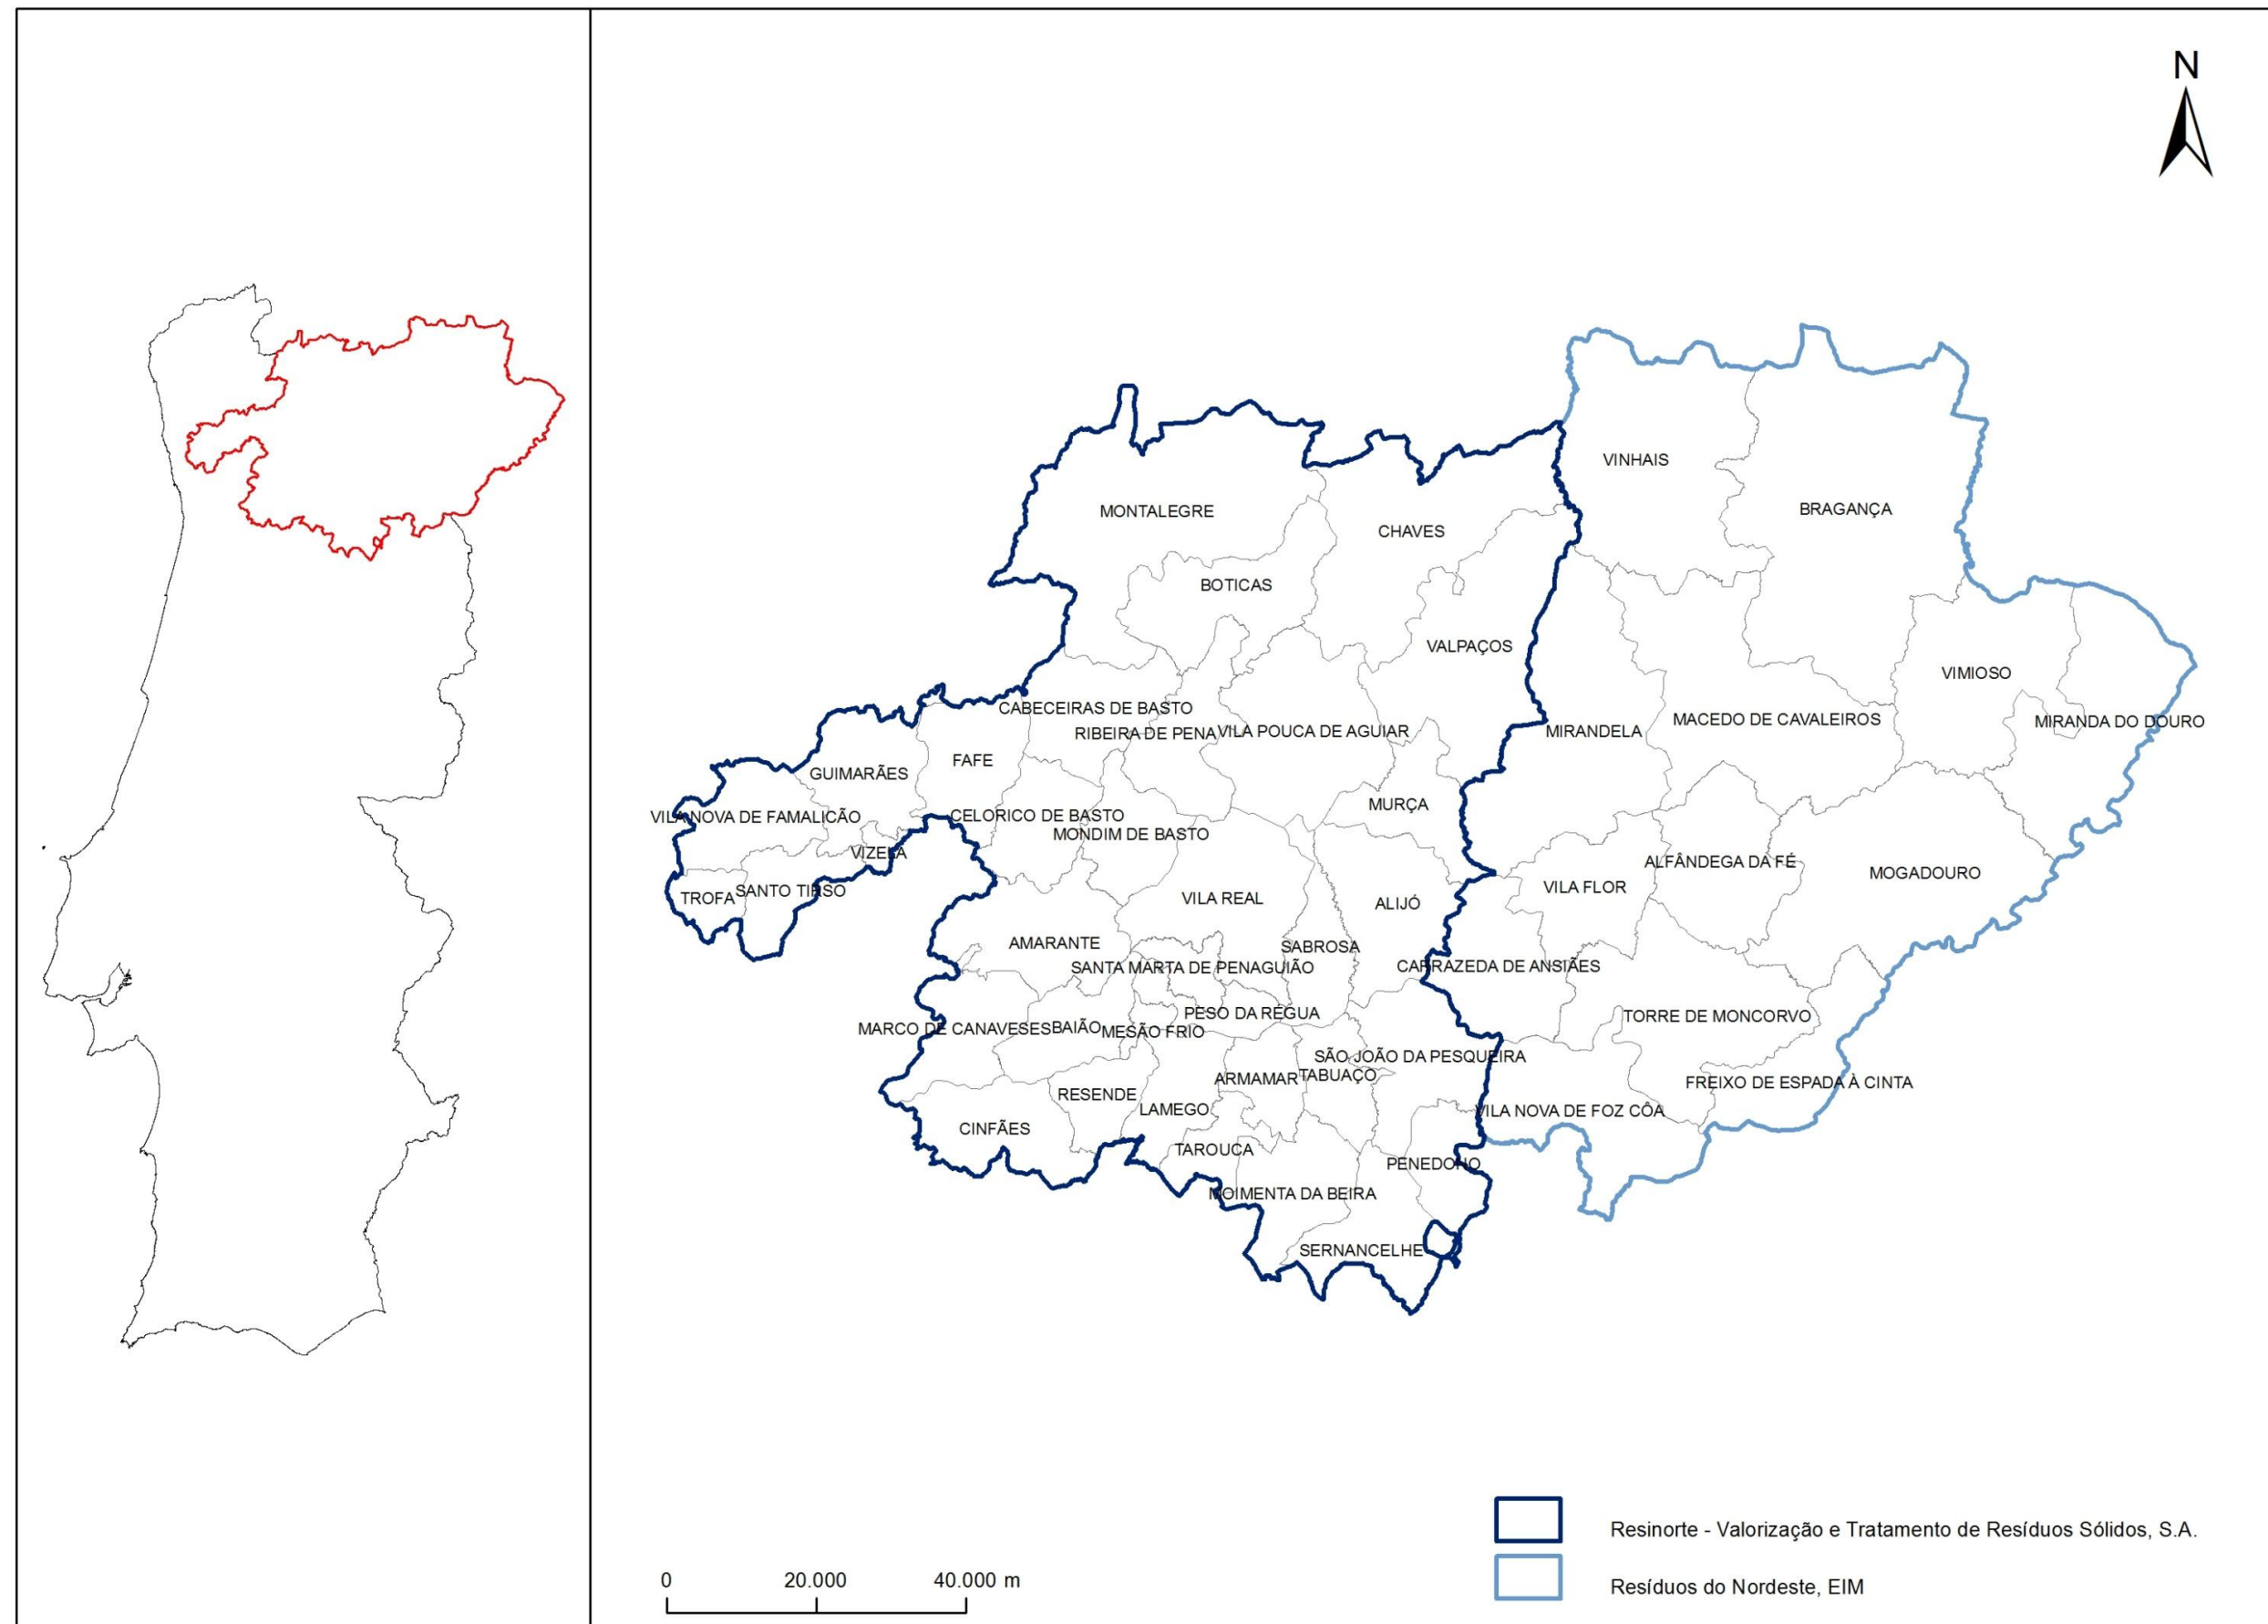 N
VINHAIS
BRAGANÇA
MONTALEGRE
CHAVES
BOTICAS
VALPAÇOS
VIMIOSO
CABECEIRAS DE BASTO
MACEDO DE CAVALEIROS
MIRANDA DO DOURO
RIBEIRA DE PENA
VILA POUCA DE AGUIAR
MIRANDELA
FAFE
GUIMARÃES
MURÇA
VILA NOVA DE FAMALICÃO
CELORICO DE BASTO
MONDIM DE BASTO
VIZELA
ALFÂNDEGA DA FÉ
MOGADOURO
TROFA
SANTO TIRSO
VILA REAL
ALIJÓ
VILA FLOR
AMARANTE
SABROSA
SANTA MARTA DE PENAGUIÃO
CARRAZEDA DE ANSIÃES
PESO DA RÉGUA
TORRE DE MONCORVO
MARCO DE CANAVESES
BAIÃO
MESÃO FRIO
SÃO JOÃO DA PESQUEIRA
ARMAMAR
TABUAÇO
FREIXO DE ESPADA À CINTA
RESENDE
LAMEGO
VILA NOVA DE FOZ CÔA
CINFÃES
TAROUCA
PENEDONO
MOIMENTA DA BEIRA
SERNANCELHE
Resinorte - Valorização e Tratamento de Resíduos Sólidos, S.A.
Resíduos do Nordeste, EIM
0 20.000 40.000 m